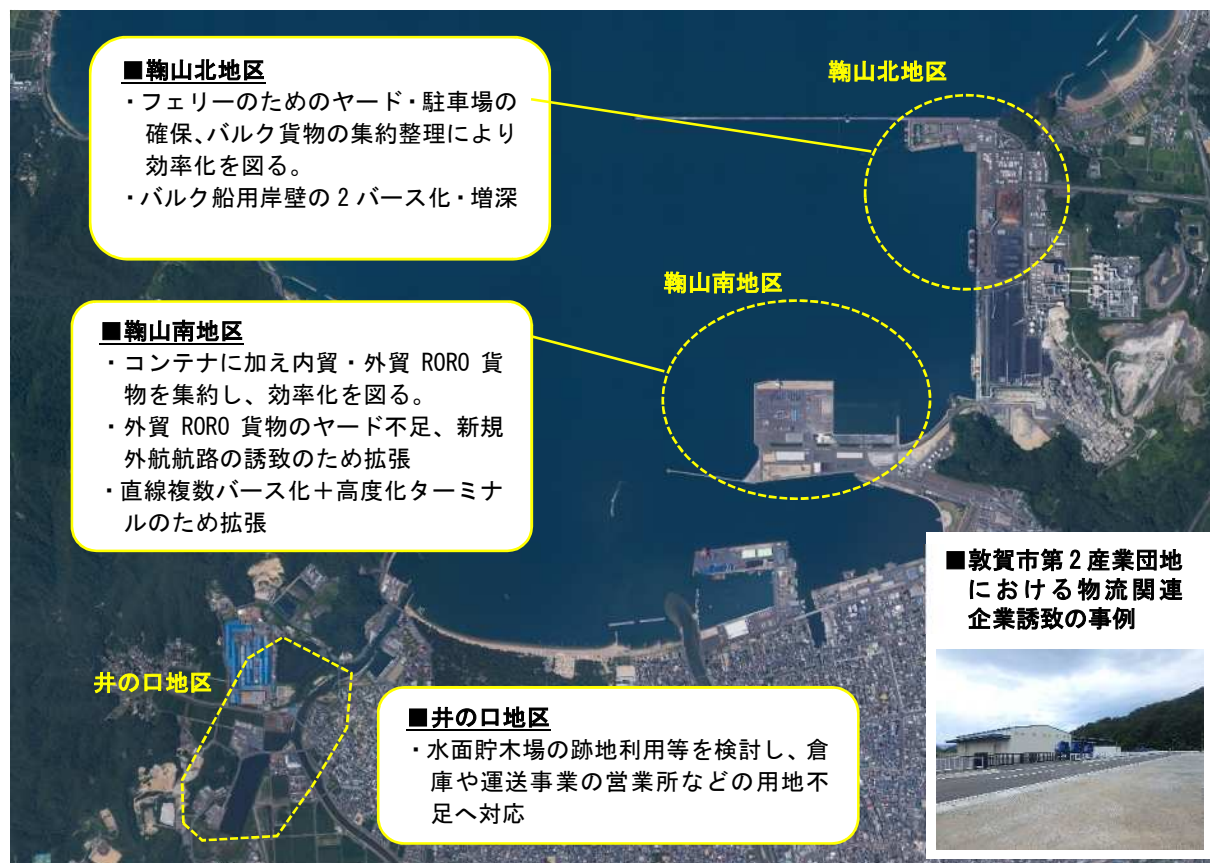 ■鞠山北地区
・フェリーのためのヤード・駐車場の
確保、バルク貨物の集約整理により
効率化を図る。
・バルク船用岸壁の2バース化・増深
鞠山北地区
鞠山南地区
■鞠山南地区
・コンテナに加え内貿・外貿 RORO 貨
物を集約し、効率化を図る。
・外貿 RORO 貨物のヤード不足、新規
外航航路の誘致のため拡張
・直線複数バース化＋高度化ターミナ
ルのため拡張
■敦賀市第2産業団地
における物流関連
企業誘致の事例
井の口地区
■井の口地区
・水面貯木場の跡地利用等を検討し、倉
庫や運送事業の営業所などの用地不
足へ対応